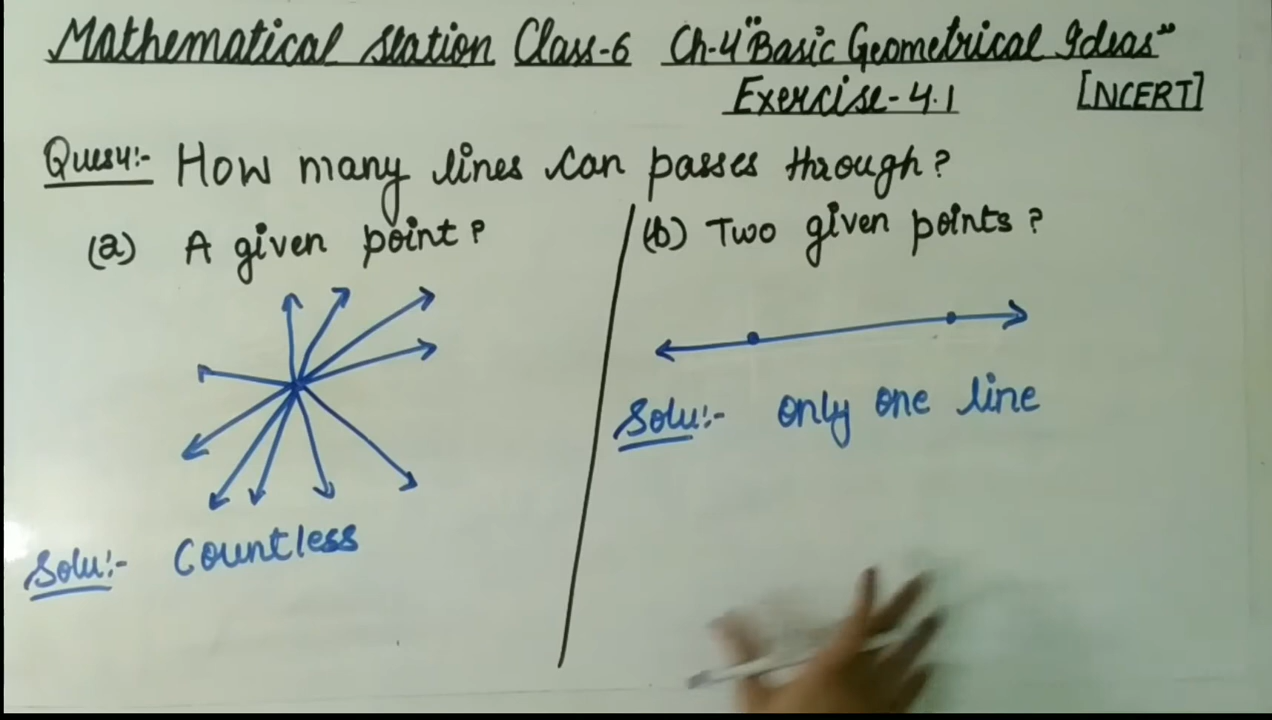 Mathematical Station Class-6 Ch-4 "Basic Geometrical Ideas"
Exercise-4.1 [NCERT]
Ques4:- How many lines can passes through?
(a) A given point?
(b) Two given points?
Solu:- only one line
Solu:- Countless